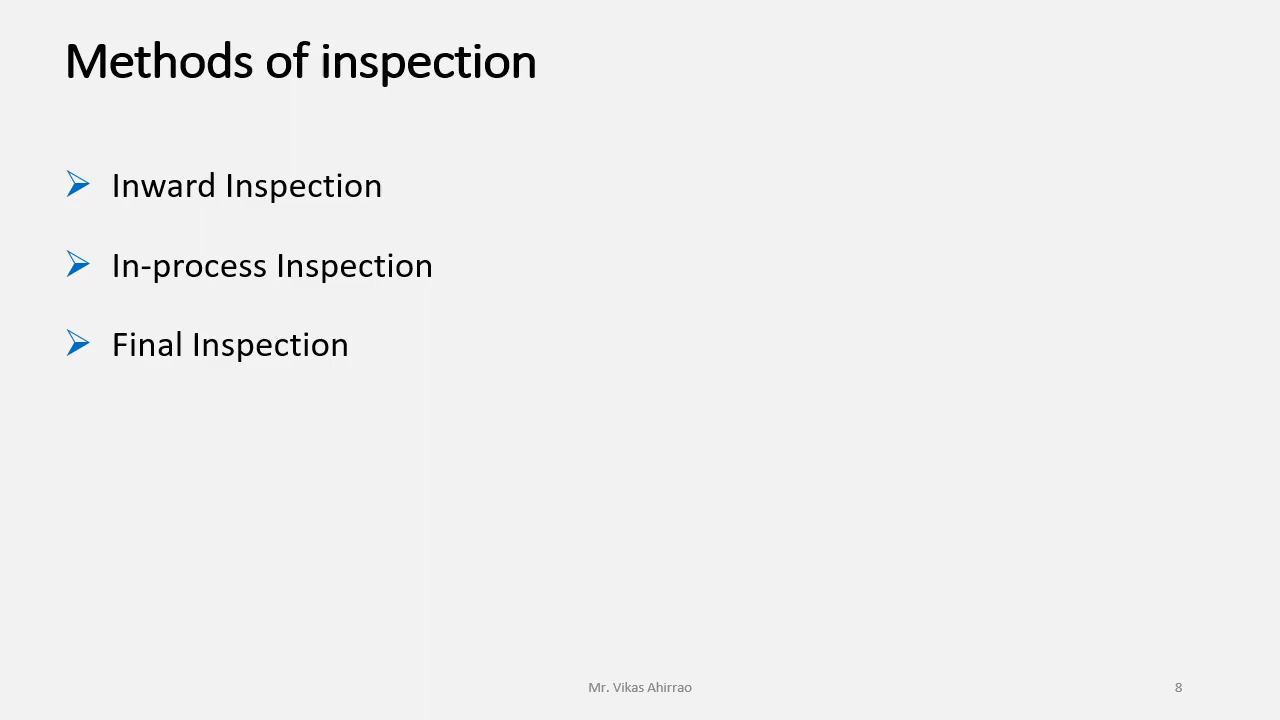 Methods of inspection
Inward Inspection
In-process Inspection
Final Inspection
Mr. Vikas Ahirrao
8